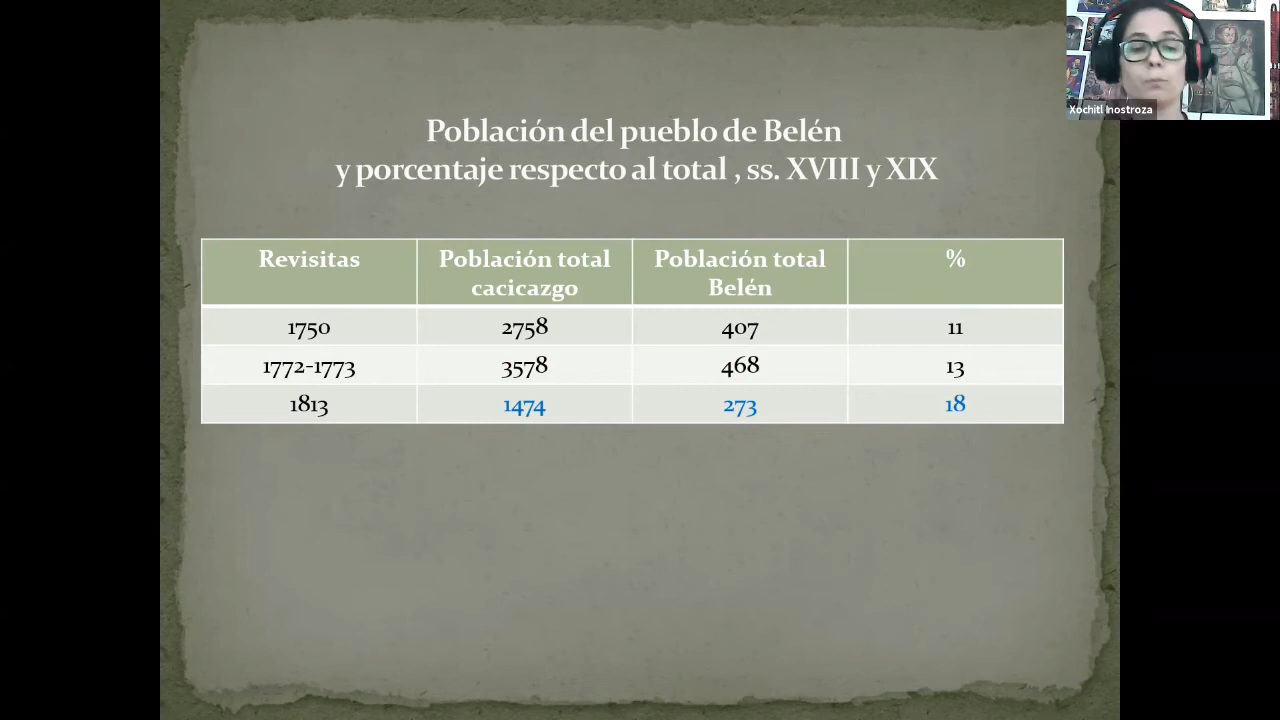 Xochitl Inostroza
Población del pueblo de Belén
y porcentaje respecto al total , ss. XVIII y XIX
Revisitas Población total cacicazgo Población total Belén %
1750 2758 407 11
1772-1773 3578 468 13
1813 1474 273 18